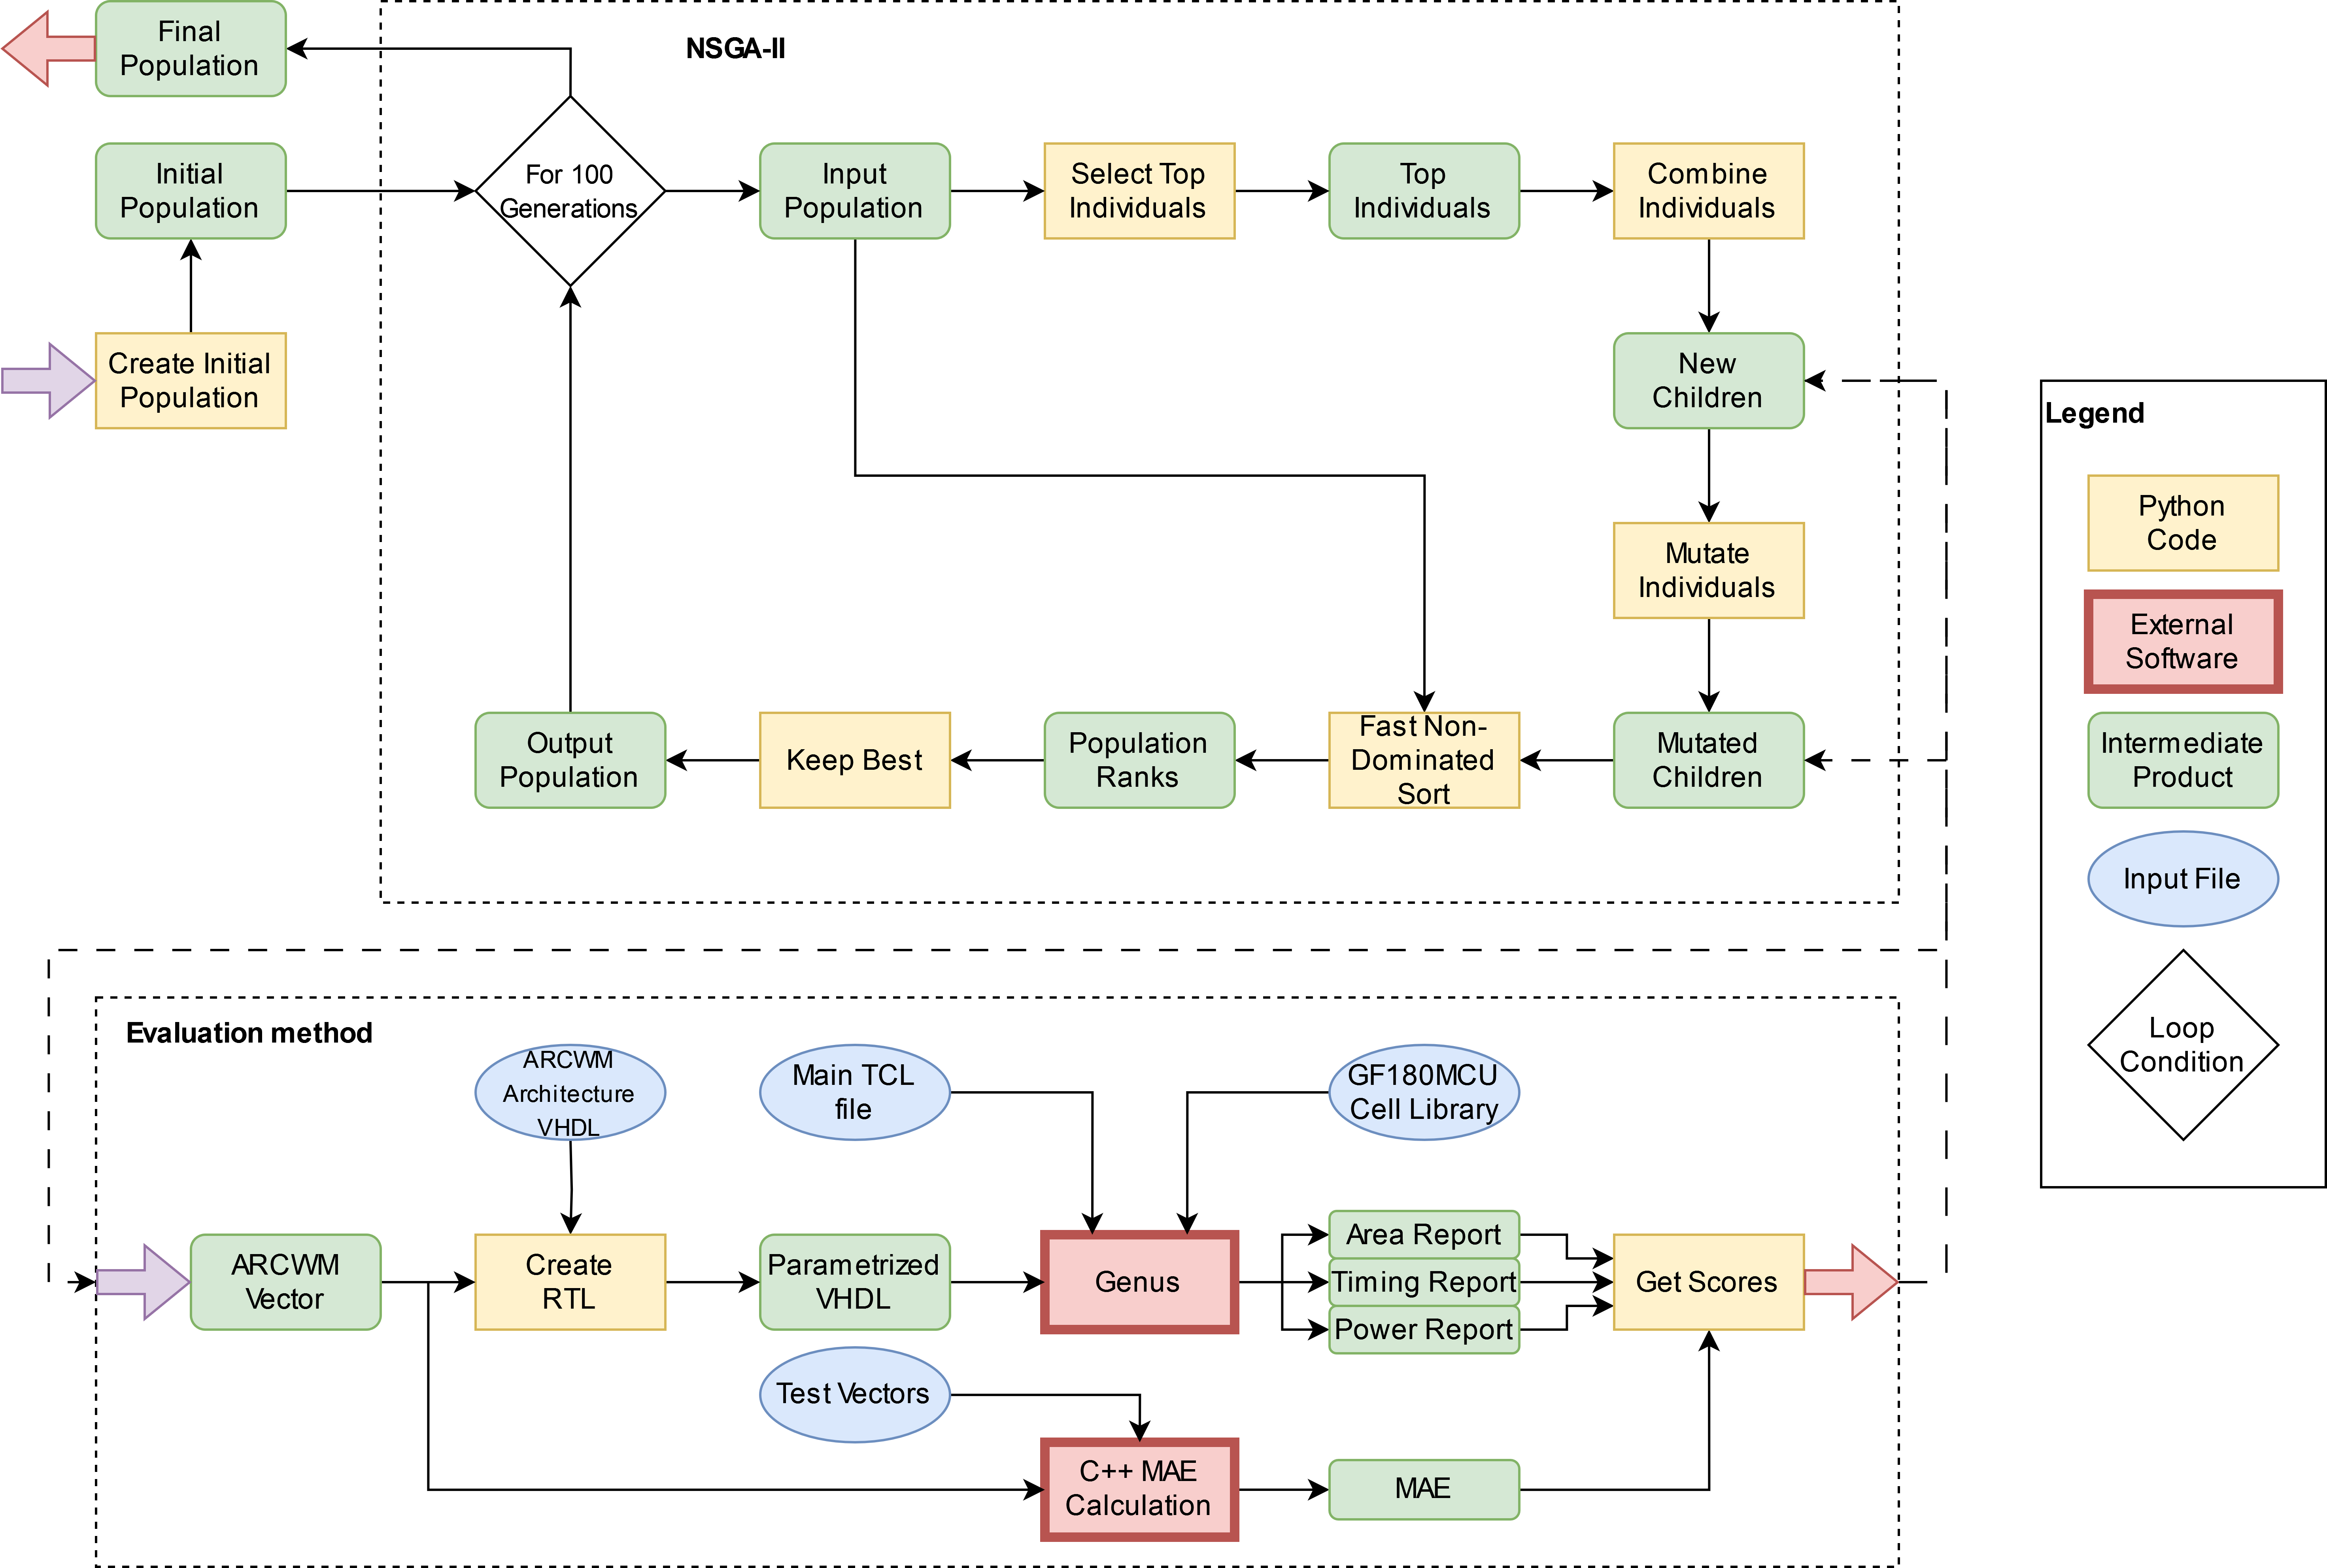 Final
Population
NSGA-II
Initial
Population
For 100
Generations
Input
Population
Select Top
Individuals
Top
Individuals
Combine
Individuals
Create Initial
Population
New
Children
Mutate
Individuals
Output
Population
Keep Best
Population
Ranks
Fast Non-
Dominated
Sort
Mutated
Children
Legend
Python
Code
External
Software
Intermediate
Product
Input File
Loop
Condition
Evaluation method
ARCWM
Architecture
VHDL
Main TCL
file
GF180MCU
Cell Library
ARCWM
Vector
Create
RTL
Parametrized
VHDL
Genus
Area Report
Timing Report
Power Report
Get Scores
Test Vectors
C++ MAE
Calculation
MAE